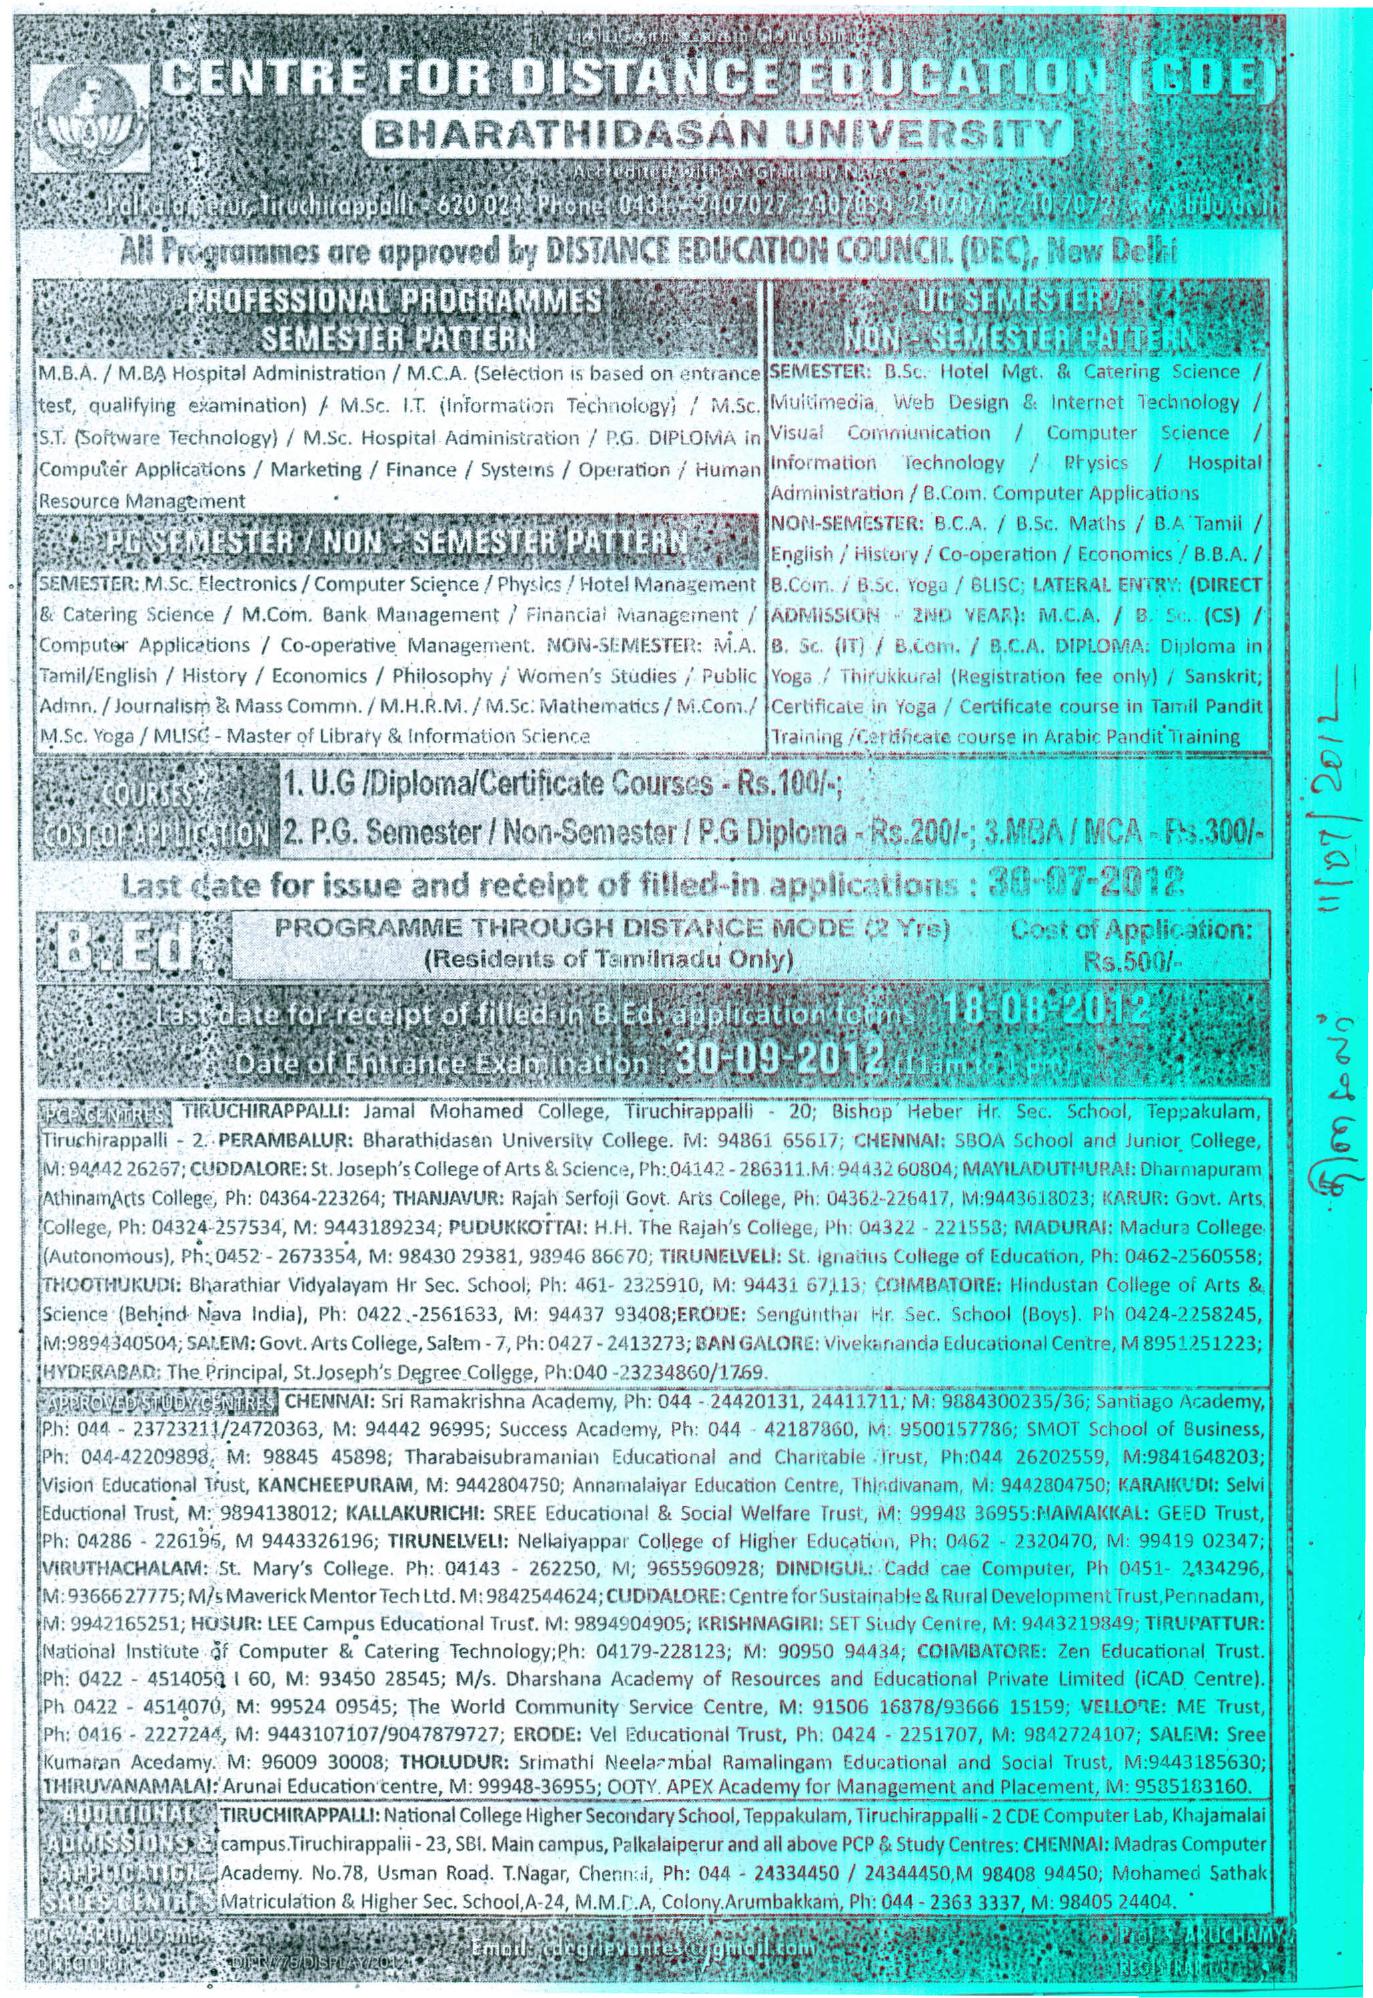 CENTRE FOR DISTANCE EDUCATION (CDE)
BHARATHIDASAN UNIVERSITY
Accredited with 'A' Grade by NAAC
Palkalaiperur, Tiruchirappalli - 620 024. Phone: 0431 - 2407027, 2407054, 2407071, 2407072
All Programmes are approved by DISTANCE EDUCATION COUNCIL (DEC), New Delhi
PROFESSIONAL PROGRAMMES
SEMESTER PATTERN
M.B.A. / M.BA Hospital Administration / M.C.A. (Selection is based on entrance
test, qualifying examination) / M.Sc. I.T. (Information Technology) / M.Sc.
S.T. (Software Technology) / M.Sc. Hospital Administration / P.G. DIPLOMA in
Computer Applications / Marketing / Finance / Systems / Operation / Human
Resource Management
PG SEMESTER / NON - SEMESTER PATTERN
SEMESTER: M.Sc. Electronics / Computer Science / Physics / Hotel Management
& Catering Science / M.Com. Bank Management / Financial Management /
Computer Applications / Co-operative Management. NON-SEMESTER: M.A.
Tamil/English / History / Economics / Philosophy / Women's Studies / Public
Admn. / Journalism & Mass Commn. / M.H.R.M. / M.Sc. Mathematics / M.Com./
M.Sc. Yoga / MLISC - Master of Library & Information Science
UG SEMESTER /
NON - SEMESTER PATTERN
SEMESTER: B.Sc. Hotel Mgt. & Catering Science /
Multimedia, Web Design & Internet Technology /
Visual Communication / Computer Science /
Information Technology / Physics / Hospital
Administration / B.Com. Computer Applications
NON-SEMESTER: B.C.A. / B.Sc. Maths / B.A Tamil /
English / History / Co-operation / Economics / B.B.A. /
B.Com. / B.Sc. Yoga / BLISC; LATERAL ENTRY: (DIRECT
ADMISSION - 2ND YEAR): M.C.A. / B. Sc. (CS) /
B. Sc. (IT) / B.Com. / B.C.A. DIPLOMA: Diploma in
Yoga / Thirukkural (Registration fee only) / Sanskrit;
Certificate in Yoga / Certificate course in Tamil Pandit
Training /Certificate course in Arabic Pandit Training
COURSES
COST OF APPLICATION
1. U.G /Diploma/Certificate Courses - Rs.100/-;
2. P.G. Semester / Non-Semester / P.G Diploma - Rs.200/-; 3.MBA / MCA - Rs.300/-
Last date for issue and receipt of filled-in applications : 30-07-2012
B.Ed.
PROGRAMME THROUGH DISTANCE MODE (2 Yrs)
(Residents of Tamilnadu Only)
Cost of Application:
Rs.500/-
Last date for receipt of filled-in B.Ed. application forms : 18-08-2012
Date of Entrance Examination : 30-09-2012 (11am to 1 pm)
PCP CENTRES TIRUCHIRAPPALLI: Jamal Mohamed College, Tiruchirappalli - 20; Bishop Heber Hr. Sec. School, Teppakulam,
Tiruchirappalli - 2. PERAMBALUR: Bharathidasan University College. M: 94861 65617; CHENNAI: SBOA School and Junior College,
M: 94442 26267; CUDDALORE: St. Joseph's College of Arts & Science, Ph:04142 - 286311.M: 94432 60804; MAYILADUTHURAI: Dharmapuram
AthinamArts College, Ph: 04364-223264; THANJAVUR: Rajah Serfoji Govt. Arts College, Ph: 04362-226417, M:9443618023; KARUR: Govt. Arts
College, Ph: 04324-257534, M: 9443189234; PUDUKKOTTAI: H.H. The Rajah's College, Ph: 04322 - 221558; MADURAI: Madura College
(Autonomous), Ph: 0452 - 2673354, M: 98430 29381, 98946 86670; TIRUNELVELI: St. Ignatius College of Education, Ph: 0462-2560558;
THOOTHUKUDI: Bharathiar Vidyalayam Hr Sec. School; Ph: 461- 2325910, M: 94431 67113; COIMBATORE: Hindustan College of Arts &
Science (Behind Nava India), Ph: 0422 -2561633, M: 94437 93408;ERODE: Sengunthar Hr. Sec. School (Boys). Ph 0424-2258245,
M:9894340504; SALEM: Govt. Arts College, Salem - 7, Ph: 0427 - 2413273; BANGALORE: Vivekananda Educational Centre, M 8951251223;
HYDERABAD: The Principal, St.Joseph's Degree College, Ph:040 -23234860/1769.
APPROVED STUDY CENTRES CHENNAI: Sri Ramakrishna Academy, Ph: 044 - 24420131, 24411711; M: 9884300235/36; Santiago Academy,
Ph: 044 - 23723211/24720363, M: 94442 96995; Success Academy, Ph: 044 - 42187860, M: 9500157786; SMOT School of Business,
Ph: 044-42209898, M: 98845 45898; Tharabaisubramanian Educational and Charitable Trust, Ph:044 26202559, M:9841648203;
Vision Educational Trust, KANCHEEPURAM, M: 9442804750; Annamalaiyar Education Centre, Thindivanam, M: 9442804750; KARAIKUDI: Selvi
Eductional Trust, M: 9894138012; KALLAKURICHI: SREE Educational & Social Welfare Trust, M: 99948 36955:NAMAKKAL: GEED Trust,
Ph: 04286 - 226196, M 9443326196; TIRUNELVELI: Nellaiyappar College of Higher Education, Ph: 0462 - 2320470, M: 99419 02347;
VIRUTHACHALAM: St. Mary's College. Ph: 04143 - 262250, M; 9655960928; DINDIGUL: Cadd cae Computer, Ph 0451- 2434296,
M: 9366627775; M/s Maverick Mentor Tech Ltd. M: 9842544624; CUDDALORE: Centre for Sustainable & Rural Development Trust, Pennadam,
M: 9942165251; HOSUR: LEE Campus Educational Trust. M: 9894904905; KRISHNAGIRI: SET Study Centre, M: 9443219849; TIRUPATTUR:
National Institute of Computer & Catering Technology;Ph: 04179-228123; M: 90950 94434; COIMBATORE: Zen Educational Trust.
Ph: 0422 - 4514059 I 60, M: 93450 28545; M/s. Dharshana Academy of Resources and Educational Private Limited (iCAD Centre).
Ph 0422 - 4514070, M: 99524 09545; The World Community Service Centre, M: 91506 16878/93666 15159; VELLORE: ME Trust,
Ph: 0416 - 2227244, M: 9443107107/9047879727; ERODE: Vel Educational Trust, Ph: 0424 - 2251707, M: 9842724107; SALEM: Sree
Kumaran Acedamy. M: 96009 30008; THOLUDUR: Srimathi Neelambal Ramalingam Educational and Social Trust, M:9443185630;
THIRUVANAMALAI: Arunai Education centre, M: 99948-36955; OOTY. APEX Academy for Management and Placement, M: 9585183160.
ADDITIONAL
ADMISSIONS &
APPLICATION
SALES CENTRES
TIRUCHIRAPPALLI: National College Higher Secondary School, Teppakulam, Tiruchirappalli - 2 CDE Computer Lab, Khajamalai
campus.Tiruchirappalii - 23, SBI. Main campus, Palkalaiperur and all above PCP & Study Centres: CHENNAI: Madras Computer
Academy. No.78, Usman Road. T.Nagar, Chennai, Ph: 044 - 24334450 / 24344450,M 98408 94450; Mohamed Sathak
Matriculation & Higher Sec. School,A-24, M.M.D.A, Colony.Arumbakkam, Ph: 044 - 2363 3337, M: 98405 24404.
Dr. V. ARUMUGAM
DIRECTOR
DIPR/775/DISPLAY/2012
Email: cdegrievances@gmail.com
Prof. S. ARUCHAMY
REGISTRAR
தினமலர் 11/07/2012